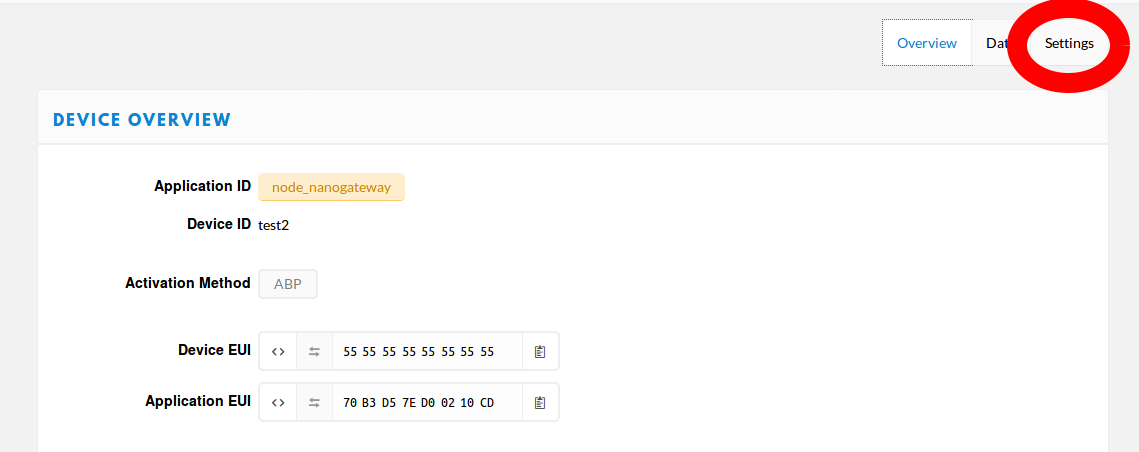 Overview Dat Settings
DEVICE OVERVIEW
Application ID node_nanogateway
Device ID test2
Activation Method ABP
Device EUI <> 55 55 55 55 55 55 55 55
Application EUI <> 70 B3 D5 7E D0 02 10 CD